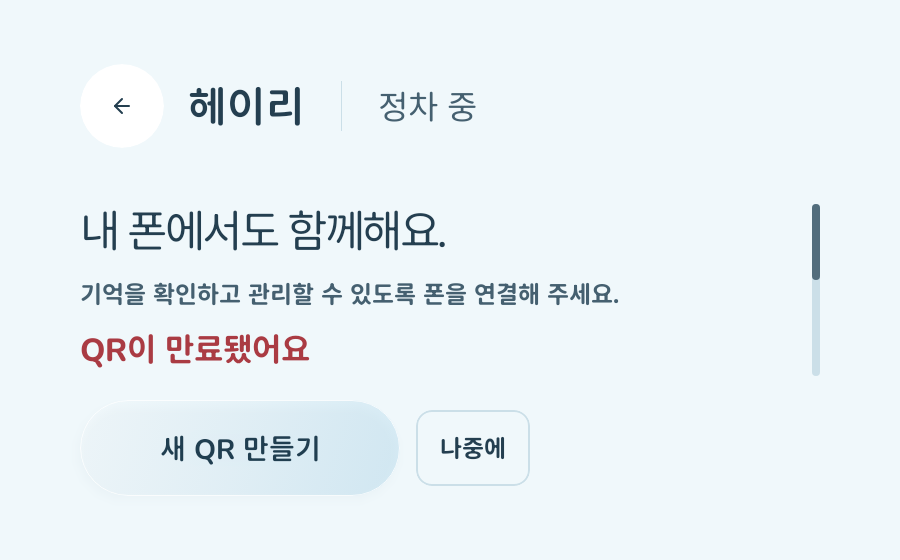 헤이리
정차 중
내 폰에서도 함께해요.
기억을 확인하고 관리할 수 있도록 폰을 연결해 주세요.
QR이 만료됐어요
새 QR 만들기
나중에